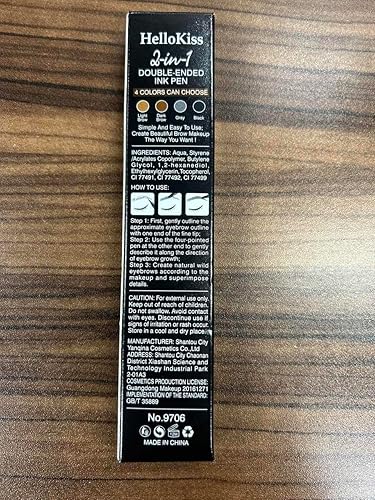 HelloKiss
2-in-1
DOUBLE-ENDED
INK PEN
4 COLORS CAN CHOOSE
Light Brow
Dark Brow
Gray
Black
Simple And Easy To Use:
Create Beautiful Brow Makeup
The Way You Want !
INGREDIENTS: Aqua, Styrene
/Acrylates Copolymer, Butylene
Glycol, 1,2-hexanediol,
Ethylhexylglycerin,Tocopherol,
CI 77491, CI 77492, CI 77499
HOW TO USE:
Step 1: First, gently outline the
approximate eyebrow outline
with one end of the fine tip;
Step 2: Use the four-pointed
pen at the other end to gently
describe it along the direction
of eyebrow growth;
Step 3: Create natural wild
eyebrows according to the
makeup and superimpose
details.
CAUTION: For external use only.
Keep out of reach of children.
Do not swallow. Avoid contact
with eyes. Discontinue use if
signs of irritation or rash occur.
Store in a cool and dry place.
MANUFACTURER: Shantou City
Yanqina Cosmetics Co.,Ltd
ADDRESS: Shantou City Chaonan
District Xiashan Science and
Technology Industrial Park
2-01A3
COSMETICS PRODUCTION LICENSE:
Guangdong Makeup 20161271
IMPLEMENTATION OF THE STANDARD:
GB/T 35889
No.9706
MADE IN CHINA